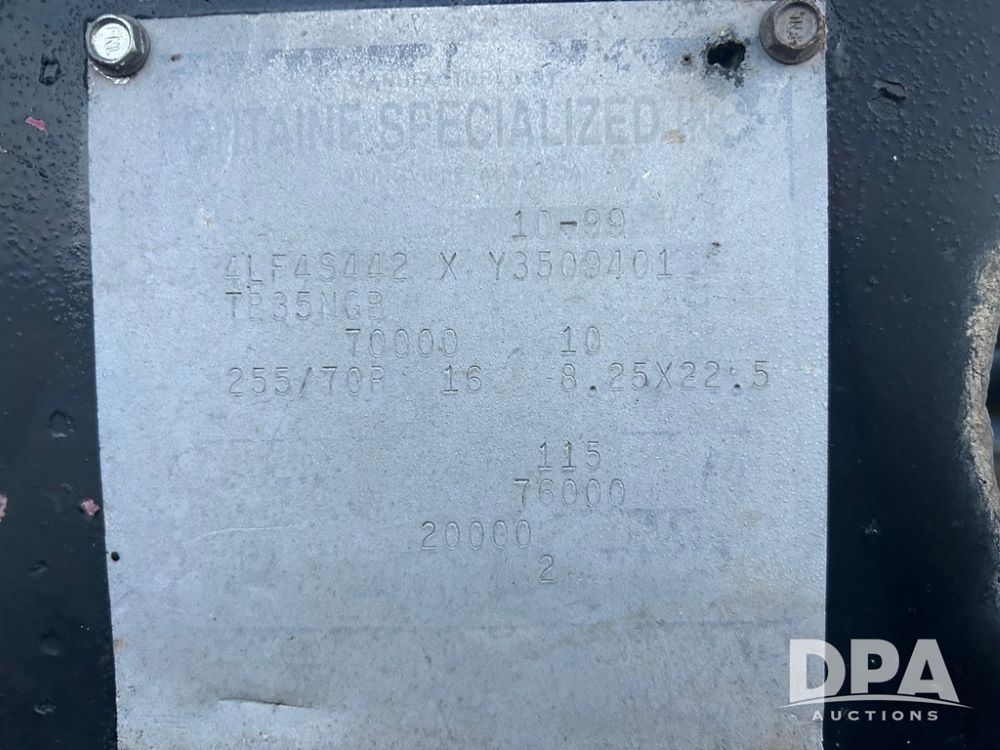 FONTAINE SPECIALIZED, INC.
10-99
4LF4S442 X Y3509401
TB35NGB
70000 10
255/70R 16 8.25X22.5
115
76000
20000
2
DPA
AUCTIONS